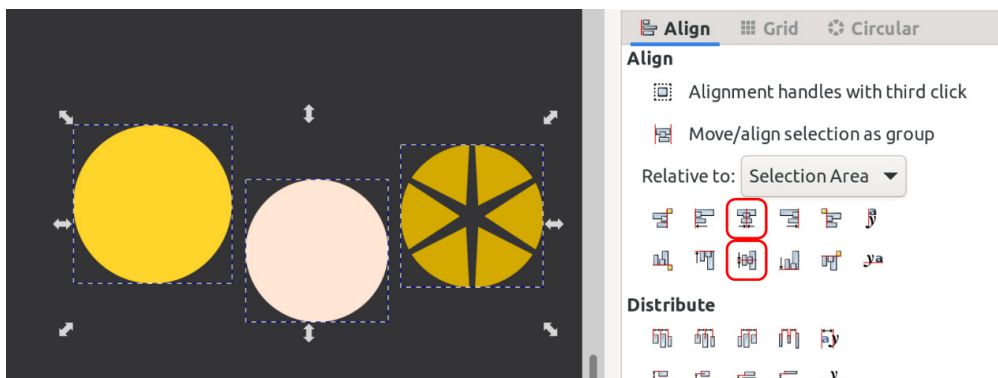 Align Grid Circular
Align
Alignment handles with third click
Move/align selection as group
Relative to: Selection Area
Distribute